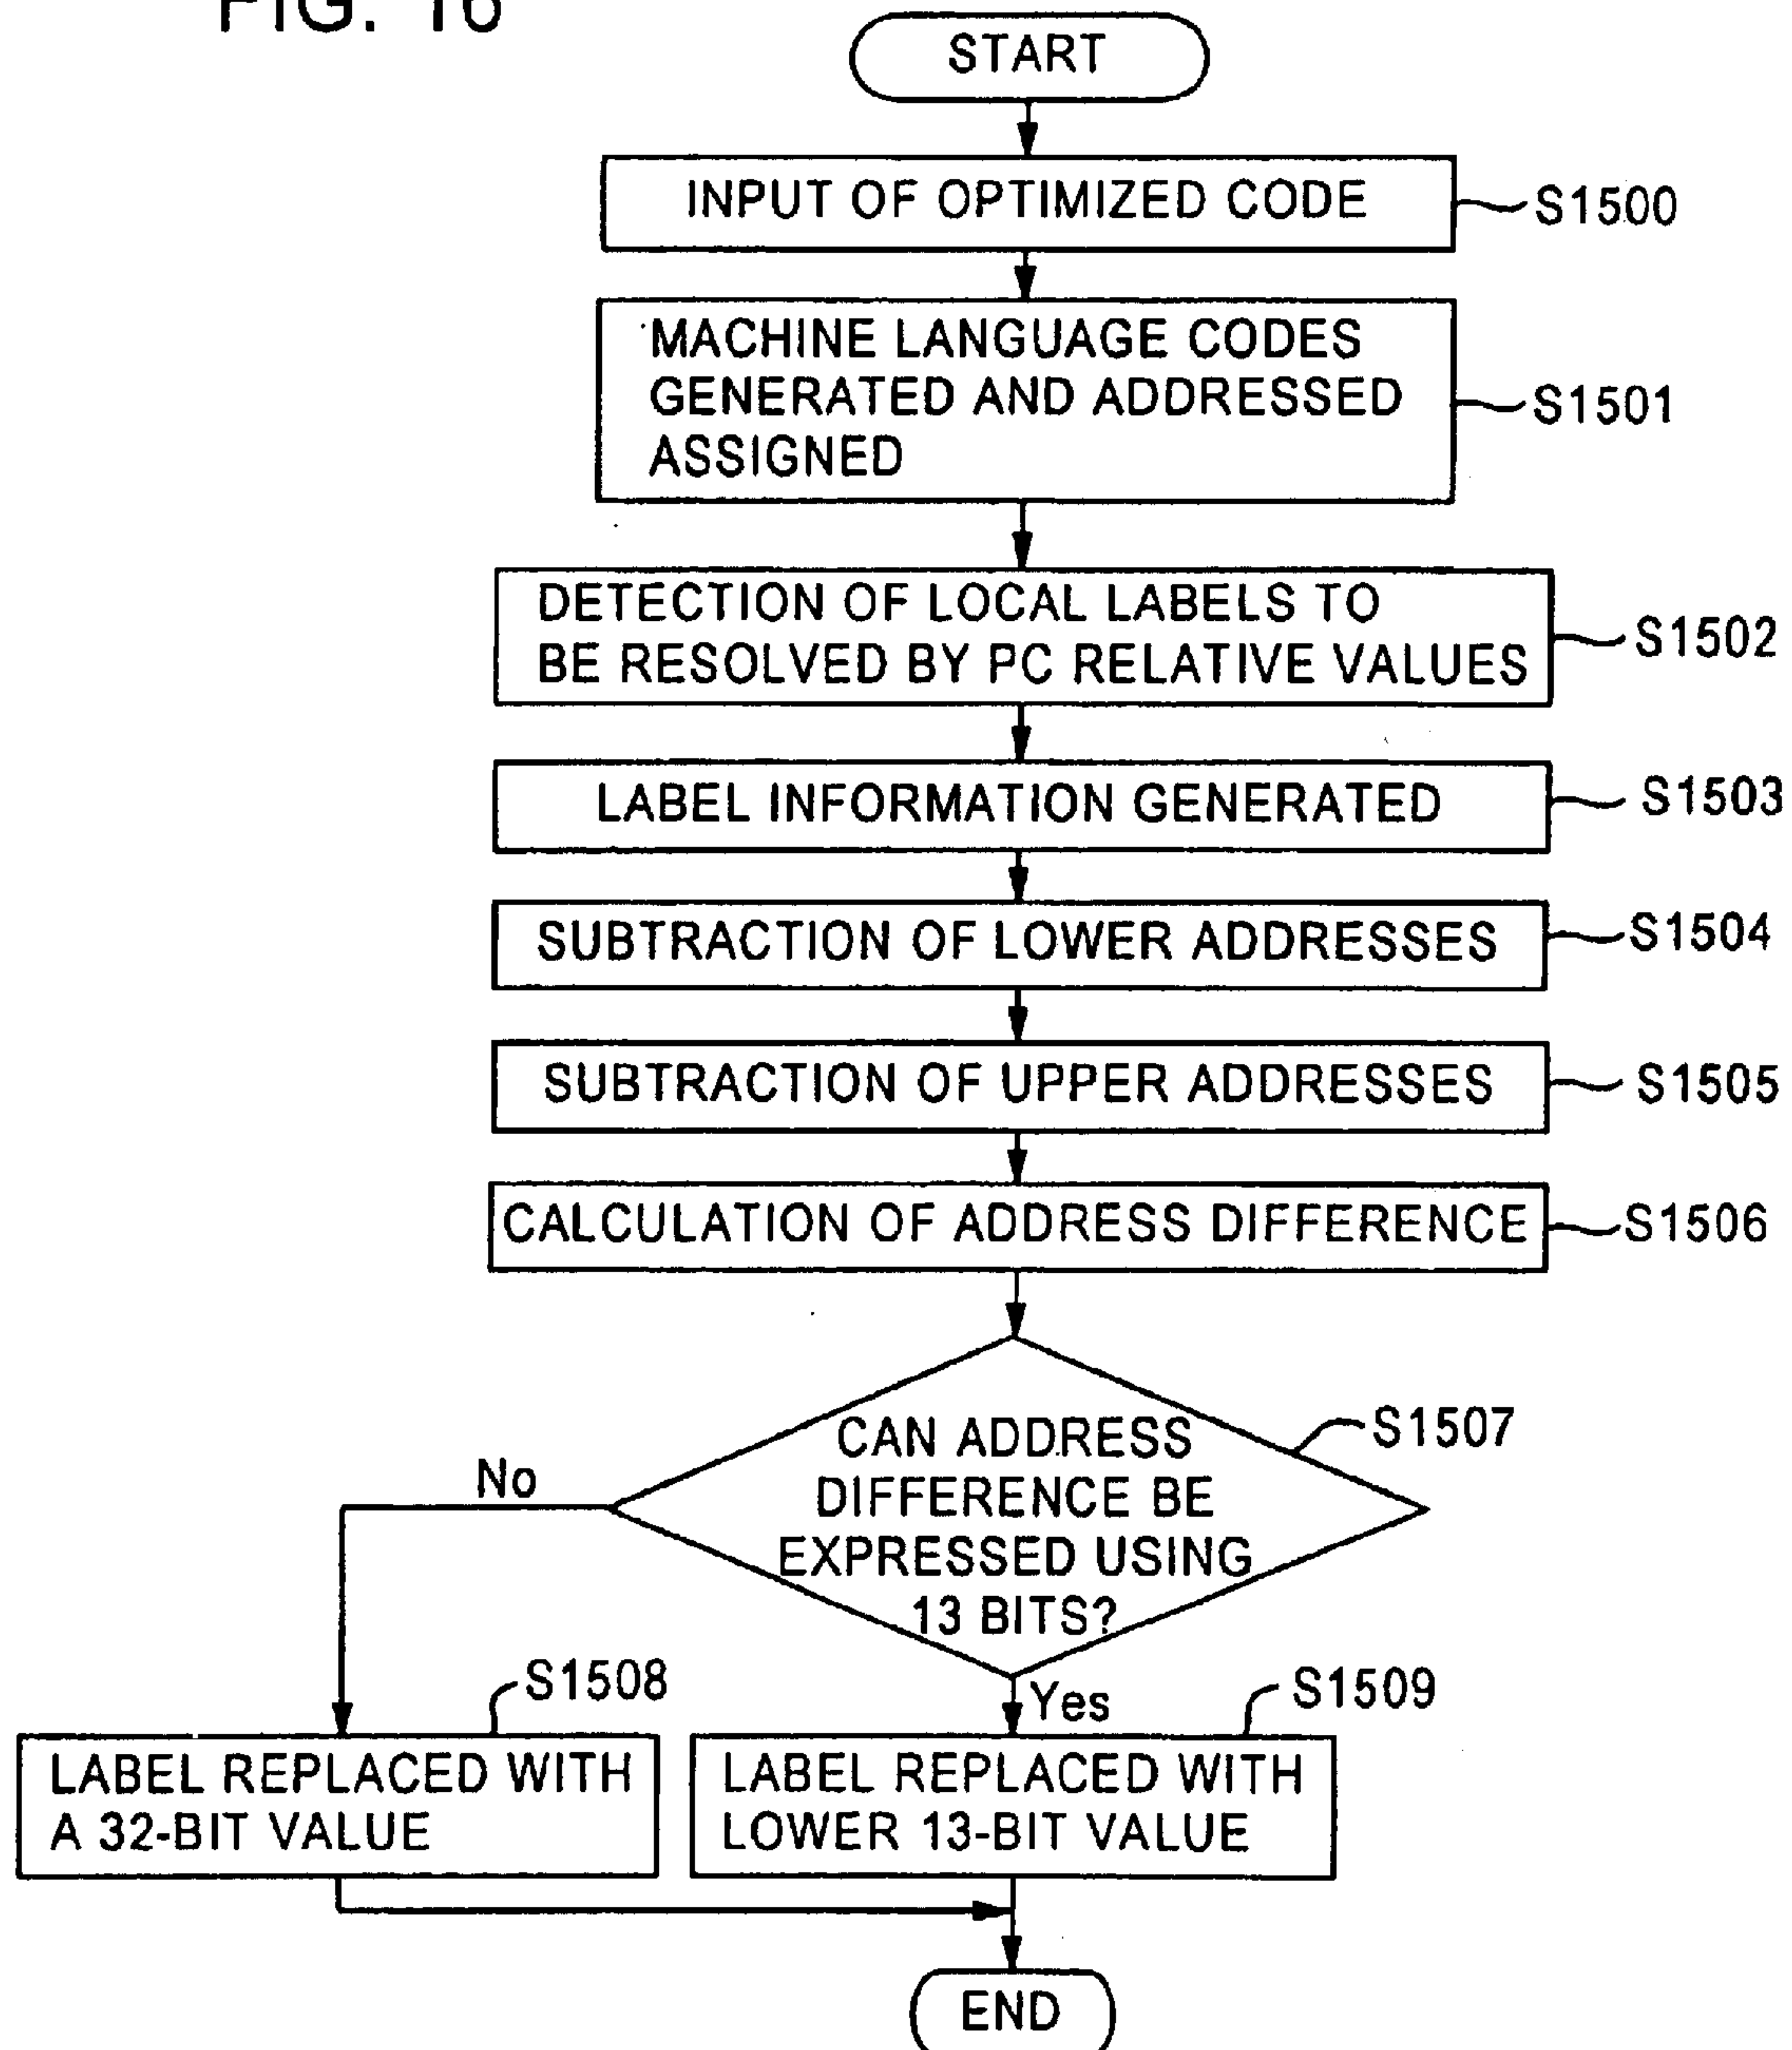 FIG. 16
START
INPUT OF OPTIMIZED CODE
S1500
MACHINE LANGUAGE CODES
GENERATED AND ADDRESSED
ASSIGNED
S1501
DETECTION OF LOCAL LABELS TO
BE RESOLVED BY PC RELATIVE VALUES
S1502
LABEL INFORMATION GENERATED
S1503
SUBTRACTION OF LOWER ADDRESSES
S1504
SUBTRACTION OF UPPER ADDRESSES
S1505
CALCULATION OF ADDRESS DIFFERENCE
S1506
CAN ADDRESS
DIFFERENCE BE
EXPRESSED USING
13 BITS?
S1507
No
Yes
S1508
LABEL REPLACED WITH
A 32-BIT VALUE
S1509
LABEL REPLACED WITH
LOWER 13-BIT VALUE
END